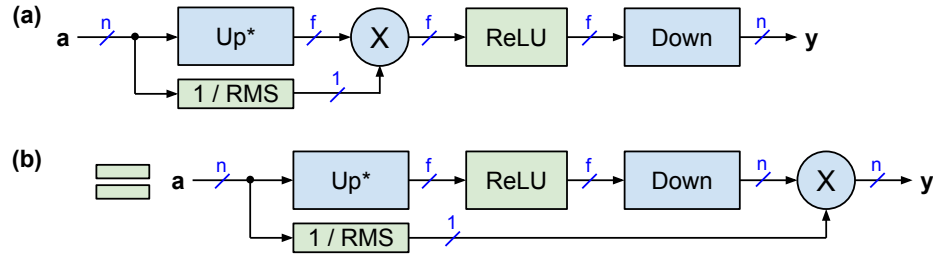 (a)
a n Up* f X f ReLU f Down n y
1 / RMS 1
(b)
a n Up* f ReLU f Down n X n y
1 / RMS 1